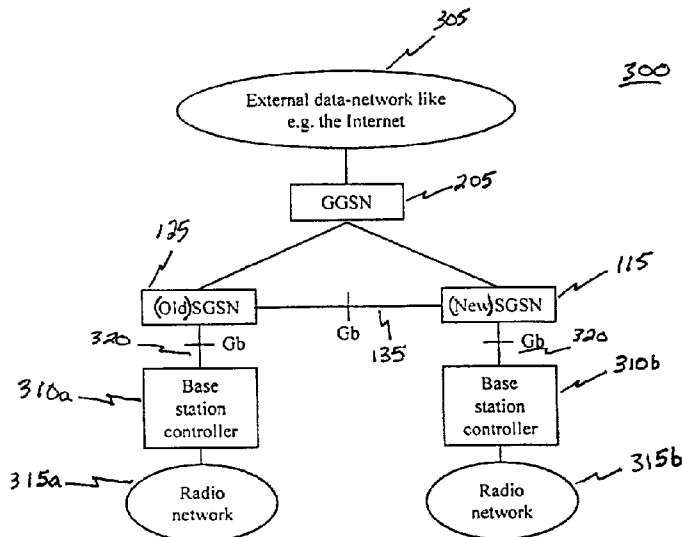 305
300
External data-network like
e.g. the Internet
GGSN
205
125
115
(Oid)SGSN
(New)SGSN
320
Gb
Gb
135
Gb
320
310a
310b
Base
station
controller
Base
station
controller
315a
315b
Radio
network
Radio
network